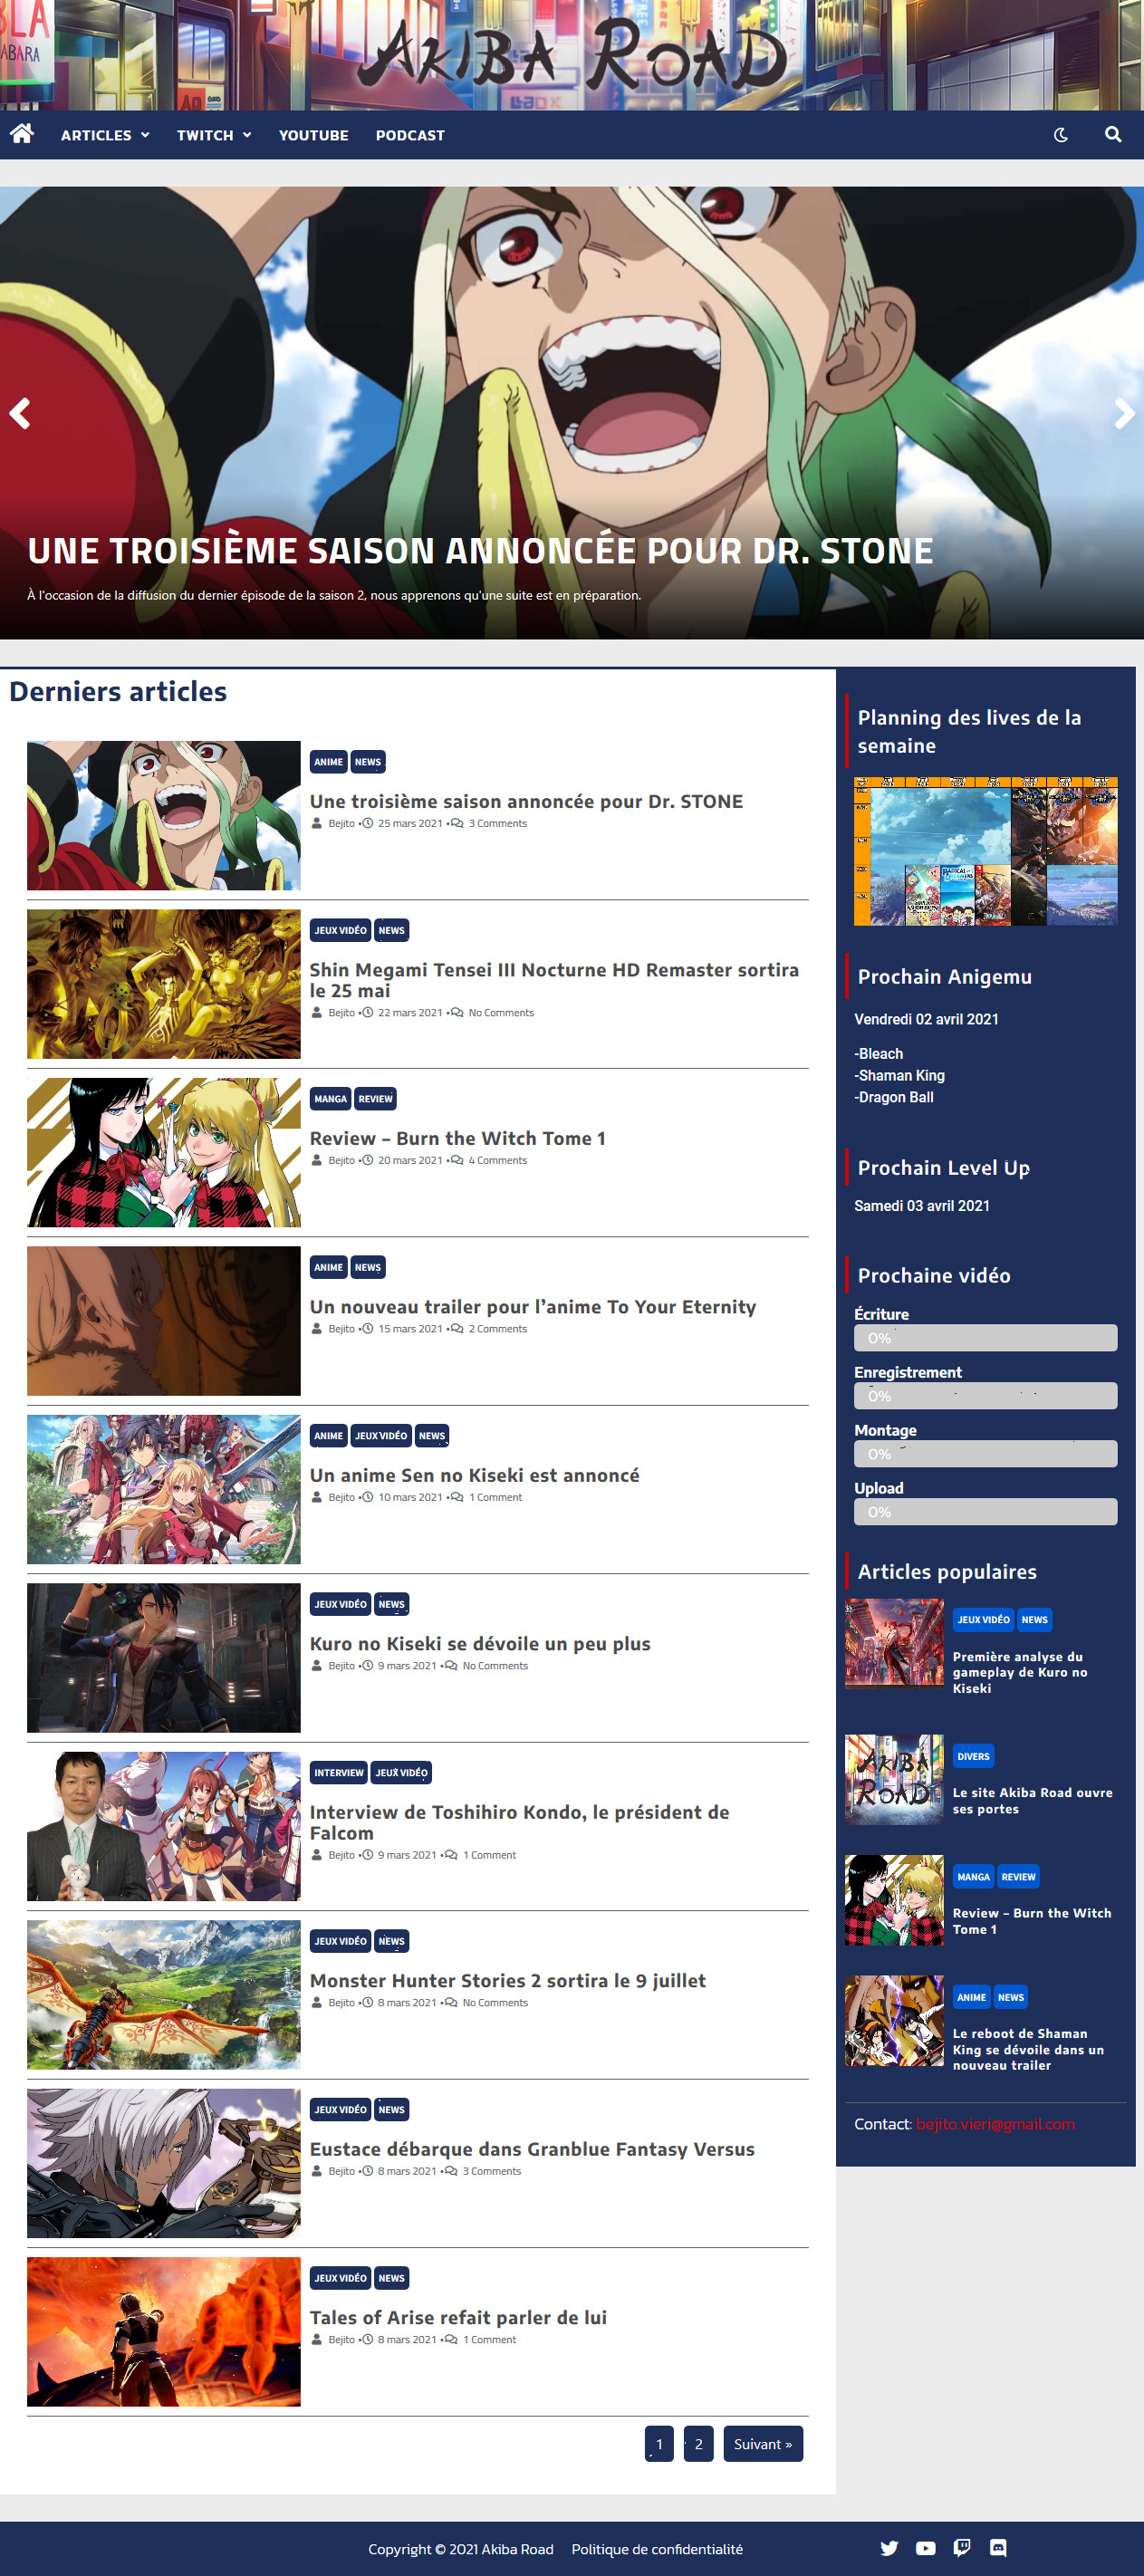 AKIBA ROAD
ARTICLES
TWITCH
YOUTUBE
PODCAST
UNE TROISIÈME SAISON ANNONCÉE POUR DR. STONE
À l'occasion de la diffusion du dernier épisode de la saison 2, nous apprenons qu'une suite est en préparation.
Derniers articles
ANIME NEWS
Une troisième saison annoncée pour Dr. STONE
Bejito • 25 mars 2021 • 3 Comments
JEUX VIDÉO NEWS
Shin Megami Tensei III Nocturne HD Remaster sortira
le 25 mai
Bejito • 22 mars 2021 • No Comments
MANGA REVIEW
Review – Burn the Witch Tome 1
Bejito • 20 mars 2021 • 4 Comments
ANIME NEWS
Un nouveau trailer pour l’anime To Your Eternity
Bejito • 15 mars 2021 • 2 Comments
ANIME JEUX VIDÉO NEWS
Un anime Sen no Kiseki est annoncé
Bejito • 10 mars 2021 • 1 Comment
JEUX VIDÉO NEWS
Kuro no Kiseki se dévoile un peu plus
Bejito • 9 mars 2021 • No Comments
INTERVIEW JEUX VIDÉO
Interview de Toshihiro Kondo, le président de
Falcom
Bejito • 9 mars 2021 • 1 Comment
JEUX VIDÉO NEWS
Monster Hunter Stories 2 sortira le 9 juillet
Bejito • 8 mars 2021 • No Comments
JEUX VIDÉO NEWS
Eustace débarque dans Granblue Fantasy Versus
Bejito • 8 mars 2021 • 3 Comments
JEUX VIDÉO NEWS
Tales of Arise refait parler de lui
Bejito • 8 mars 2021 • 1 Comment
1 2 Suivant »
Planning des lives de la
semaine
Prochain Anigemu
Vendredi 02 avril 2021
-Bleach
-Shaman King
-Dragon Ball
Prochain Level Up
Samedi 03 avril 2021
Prochaine vidéo
Écriture
0%
Enregistrement
0%
Montage
0%
Upload
0%
Articles populaires
JEUX VIDÉO NEWS
Première analyse du
gameplay de Kuro no
Kiseki
AKIBA
ROAD
DIVERS
Le site Akiba Road ouvre
ses portes
MANGA REVIEW
Review – Burn the Witch
Tome 1
ANIME NEWS
Le reboot de Shaman
King se dévoile dans un
nouveau trailer
Contact: bejito.vieri@gmail.com
Copyright © 2021 Akiba Road Politique de confidentialité